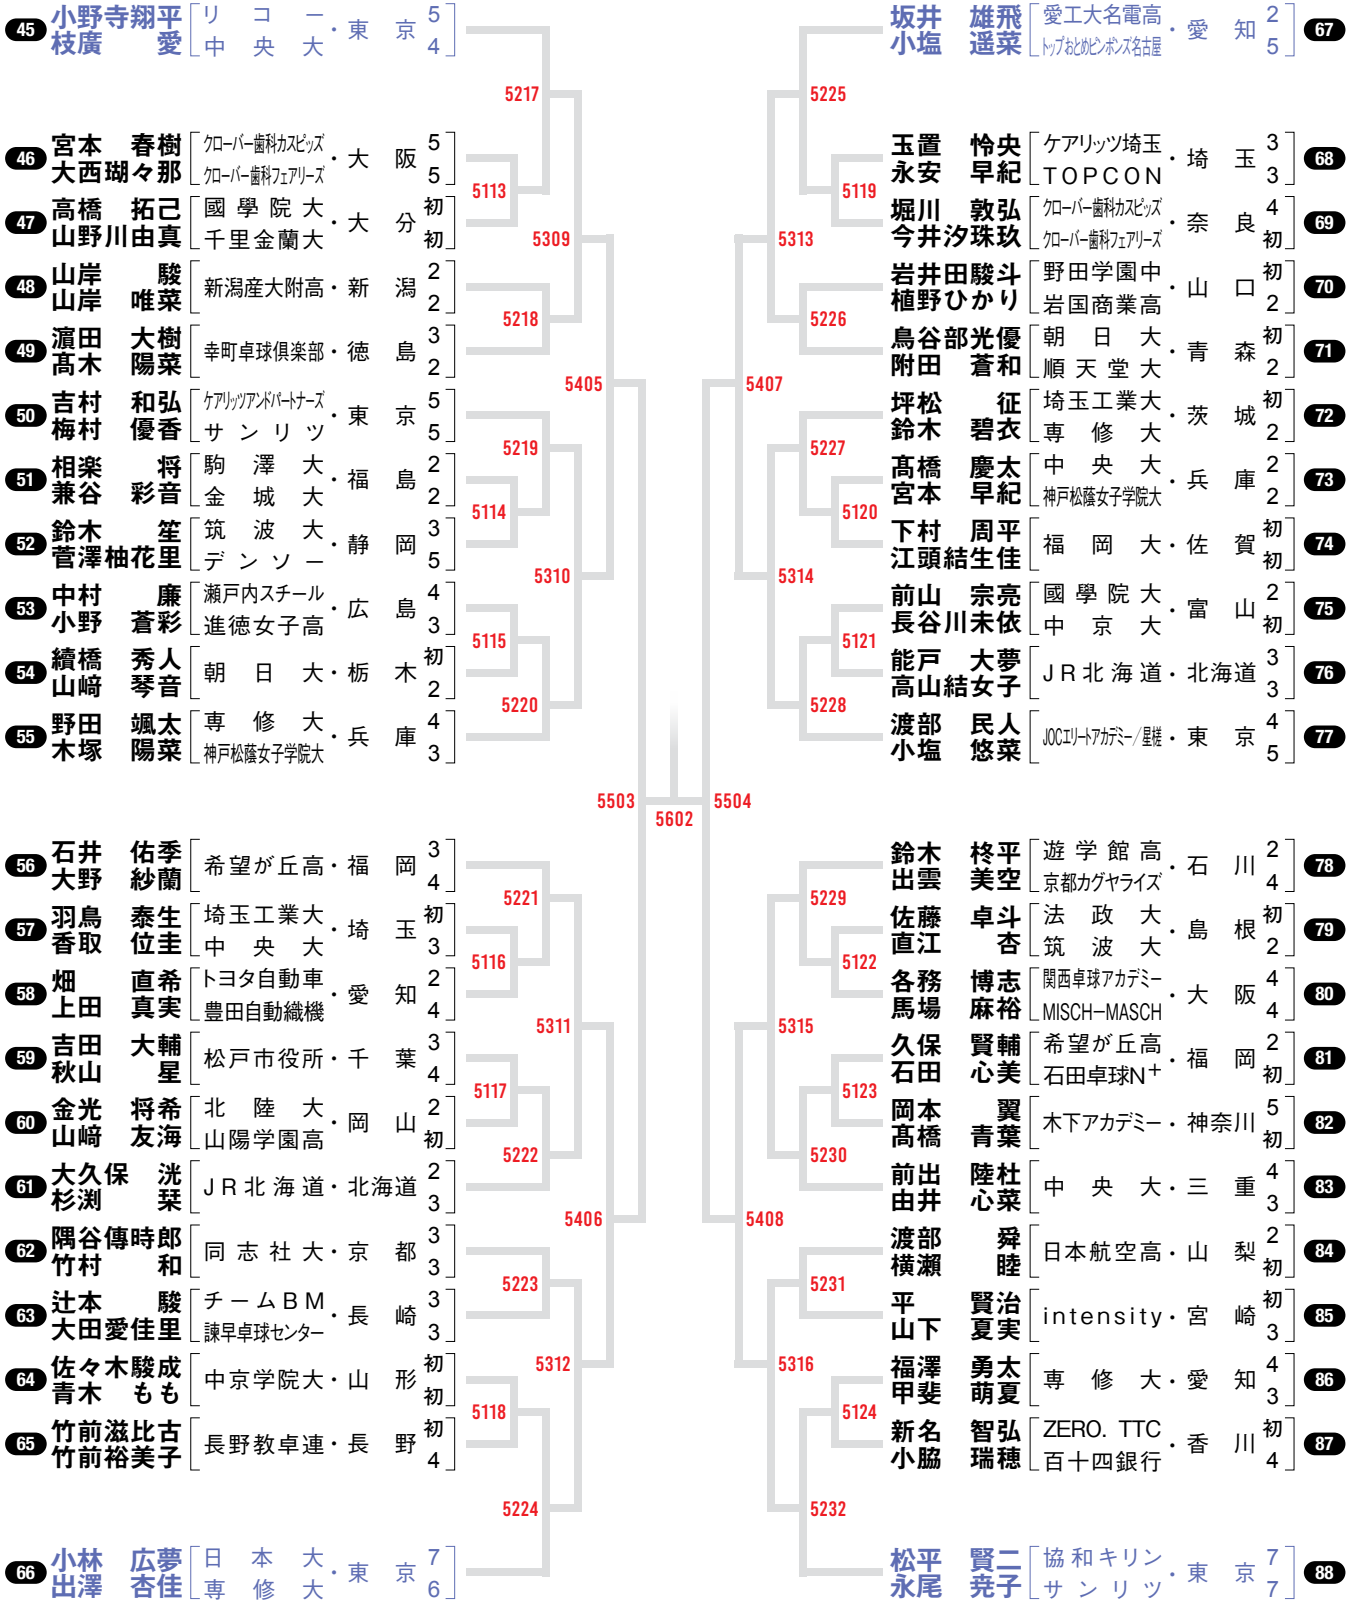 45 小野寺翔平 枝廣 愛 [リコー 中央大・東京 5 4]
5217
46 宮本 春樹 大西瑚々那 [クローバー歯科カスピッズ クローバー歯科フェアリーズ・大阪 5 5]
5113
47 高橋 拓己 山野川由真 [國學院大 千里金蘭大・大分 初 初]
5309
48 山岸 駿 山岸 唯菜 [新潟産大附高・新潟 2 2]
5218
49 濵田 大樹 髙木 陽菜 [幸町卓球倶楽部・徳島 3 2]
5405
50 吉村 和弘 梅村 優香 [ケアリッツアンドパートナーズ サンリツ・東京 5 5]
5219
51 相楽 将 兼谷 彩音 [駒澤大 金城大・福島 2 2]
5114
52 鈴木 笙 菅澤柚花里 [筑波大 デンソー・静岡 3 5]
5310
53 中村 廉 小野 蒼彩 [瀬戸内スチール 進徳女子高・広島 4 3]
5115
54 續橋 秀人 山﨑 琴音 [朝日大・栃木 初 2]
5220
55 野田 颯太 木塚 陽菜 [専修大 神戸松蔭女子学院大・兵庫 4 3]
5503
5602
5504
56 石井 佑季 大野 紗蘭 [希望が丘高・福岡 3 4]
5221
57 羽鳥 泰生 香取 位圭 [埼玉工業大 中央大・埼玉 初 3]
5116
58 畑 直希 上田 真実 [トヨタ自動車 豊田自動織機・愛知 2 4]
5311
59 吉田 大輔 秋山 星 [松戸市役所・千葉 3 4]
5117
60 金光 将希 山﨑 友海 [北陸大 山陽学園高・岡山 2 初]
5222
61 大久保 洸 杉渕 栞 [JR北海道・北海道 2 3]
5406
62 隅谷傳時郎 竹村 和 [同志社大・京都 3 3]
5223
63 辻本 駿 大田愛佳里 [チームBM 諫早卓球センター・長崎 3 3]
5312
64 佐々木駿成 青木 もも [中京学院大・山形 初 初]
5118
65 竹前滋比古 竹前裕美子 [長野教卓連・長野 初 4]
5224
66 小林 広夢 出澤 杏佳 [日本大 専修大・東京 7 6]
坂井 雄飛 小塩 遥菜 [愛工大名電高 トップおとめピンポンズ名古屋・愛知 2 5] 67
5225
玉置 怜央 永安 早紀 [ケアリッツ埼玉 TOPCON・埼玉 3 3] 68
5119
堀川 敦弘 今井汐珠玖 [クローバー歯科カスピッズ クローバー歯科フェアリーズ・奈良 4 初] 69
5313
岩井田駿斗 植野ひかり [野田学園中 岩国商業高・山口 初 2] 70
5226
鳥谷部光優 附田 蒼和 [朝日大 順天堂大・青森 初 2] 71
5407
坪松 征 鈴木 碧衣 [埼玉工業大 専修大・茨城 初 2] 72
5227
髙橋 慶太 宮本 早紀 [中央大 神戸松蔭女子学院大・兵庫 2 2] 73
5120
下村 周平 江頭結生佳 [福岡大・佐賀 初 初] 74
5314
前山 宗亮 長谷川未依 [國學院大 中京大・富山 2 初] 75
5121
能戸 大夢 高山結女子 [JR北海道・北海道 3 3] 76
5228
渡部 民人 小塩 悠菜 [JOCエリートアカデミー/星槎・東京 4 5] 77
鈴木 柊平 出雲 美空 [遊学館高 京都カグヤライズ・石川 2 4] 78
5229
佐藤 卓斗 直江 杏 [法政大 筑波大・島根 初 2] 79
5122
各務 博志 馬場 麻裕 [関西卓球アカデミー MISCH−MASCH・大阪 4 4] 80
5315
久保 賢輔 石田 心美 [希望が丘高 石田卓球N⁺・福岡 2 初] 81
5123
岡本 翼 髙橋 青葉 [木下アカデミー・神奈川 5 初] 82
5230
前出 陸杜 由井 心菜 [中央大・三重 4 3] 83
5408
渡部 舜 横瀬 睦 [日本航空高・山梨 2 初] 84
5231
平 賢治 山下 夏実 [intensity・宮崎 初 3] 85
5316
福澤 勇太 甲斐 萌夏 [専修大・愛知 4 3] 86
5124
新名 智弘 小脇 瑞穂 [ZERO. TTC 百十四銀行・香川 初 4] 87
5232
松平 賢二 永尾 尭子 [協和キリン サンリツ・東京 7 7] 88